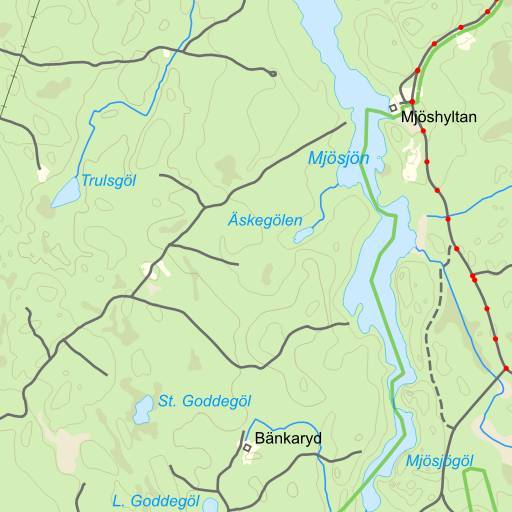 Mjöshyltan
Mjösjön
Trulsgöl
Äskegölen
St. Goddegöl
Bänkaryd
Mjösjögöl
L. Goddegöl